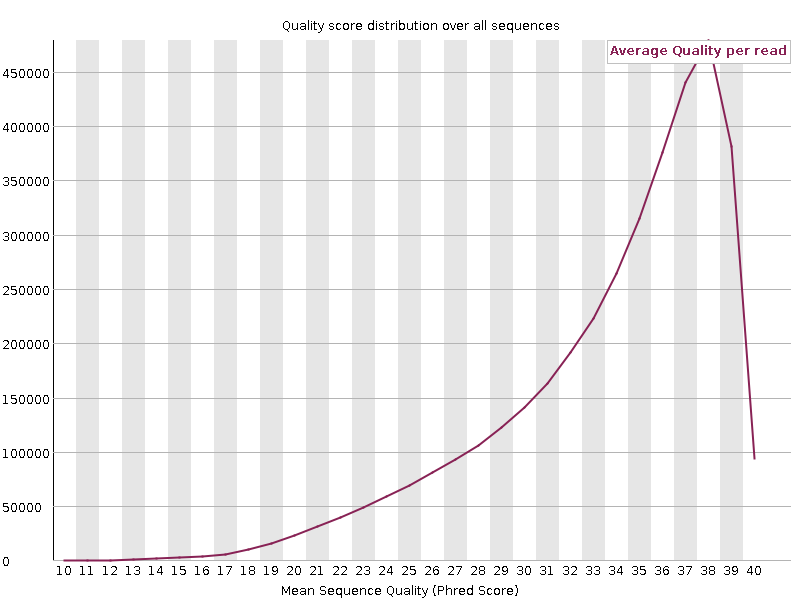 Quality score distribution over all sequences
Average Quality per read
450000
400000
350000
300000
250000
200000
150000
100000
50000
0
10 11 12 13 14 15 16 17 18 19 20 21 22 23 24 25 26 27 28 29 30 31 32 33 34 35 36 37 38 39 40
Mean Sequence Quality (Phred Score)